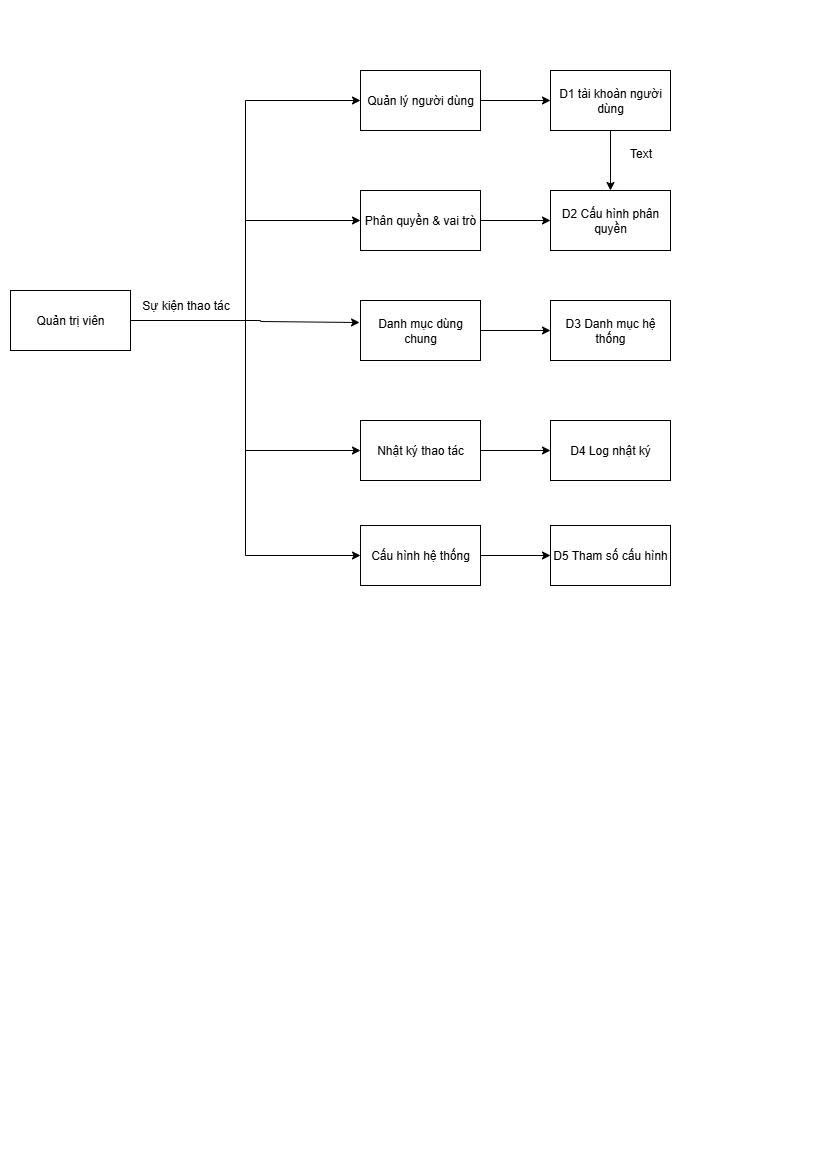 Quản lý người dùng
D1 tài khoản người
dùng
Text
Phân quyền & vai trò
D2 Cấu hình phân
quyền
Quản trị viên
Sự kiện thao tác
Danh mục dùng
chung
D3 Danh mục hệ
thống
Nhật ký thao tác
D4 Log nhật ký
Cấu hình hệ thống
D5 Tham số cấu hình